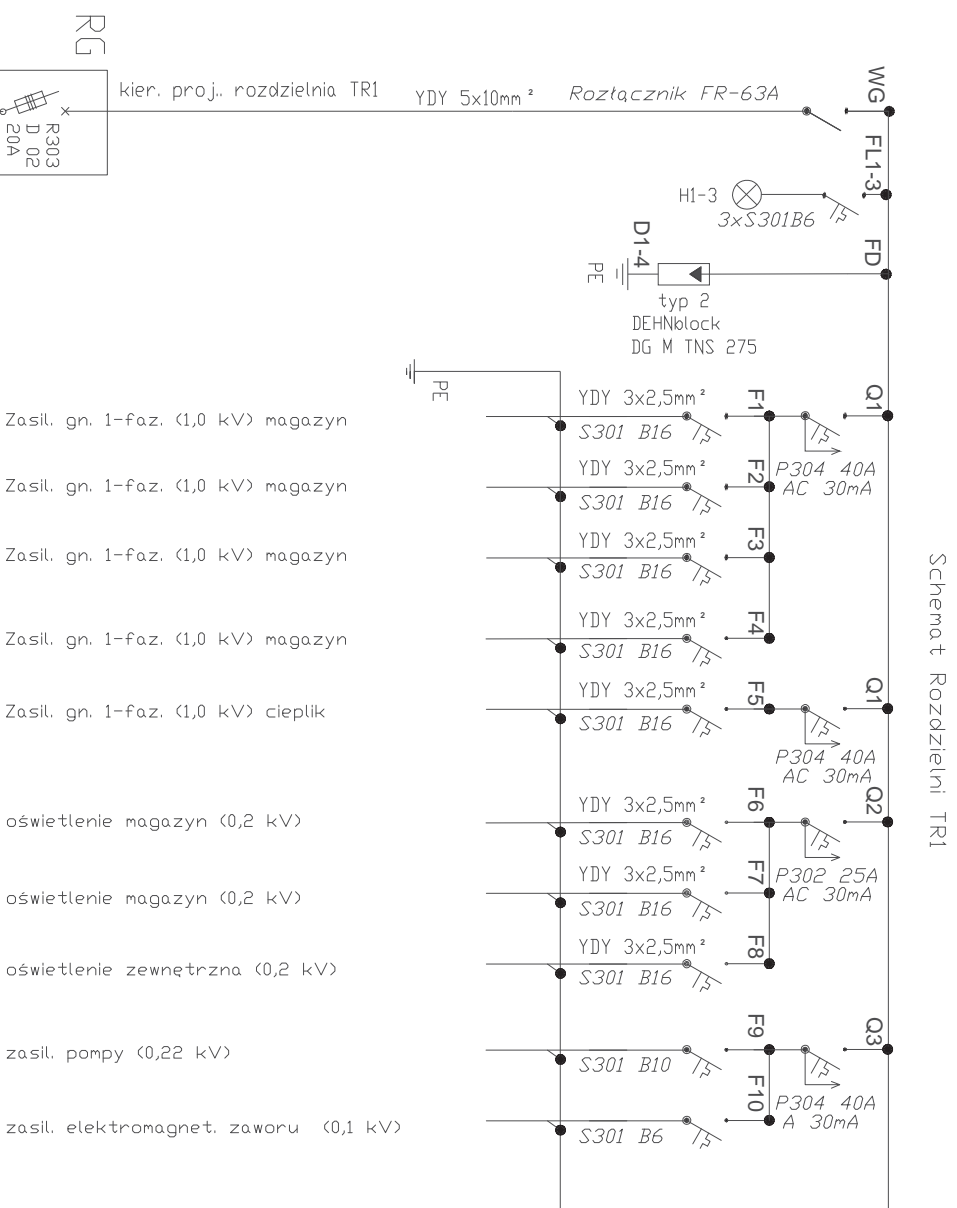 Schemat Rozdzielni TR1
RG
R303
D 02
20A
kier. proj.. rozdzielnia TR1
YDY 5x10mm²
Rozłącznik FR-63A
WG
FL1-3
H1-3
3xS301B6
FD
D1-4
PE
typ 2
DEHNblock
DG M TNS 275
PE
Zasil. gn. 1-faz. (1,0 kV) magazyn
YDY 3x2,5mm²
S301 B16
F1
Q1
P304 40A
AC 30mA
Zasil. gn. 1-faz. (1,0 kV) magazyn
YDY 3x2,5mm²
S301 B16
F2
Zasil. gn. 1-faz. (1,0 kV) magazyn
YDY 3x2,5mm²
S301 B16
F3
Zasil. gn. 1-faz. (1,0 kV) magazyn
YDY 3x2,5mm²
S301 B16
F4
Zasil. gn. 1-faz. (1,0 kV) cieplik
YDY 3x2,5mm²
S301 B16
F5
Q1
P304 40A
AC 30mA
oświetlenie magazyn (0,2 kV)
YDY 3x2,5mm²
S301 B16
F6
Q2
P302 25A
AC 30mA
oświetlenie magazyn (0,2 kV)
YDY 3x2,5mm²
S301 B16
F7
oświetlenie zewnętrzna (0,2 kV)
YDY 3x2,5mm²
S301 B16
F8
zasil. pompy (0,22 kV)
S301 B10
F9
Q3
P304 40A
A 30mA
zasil. elektromagnet. zaworu (0,1 kV)
S301 B6
F10